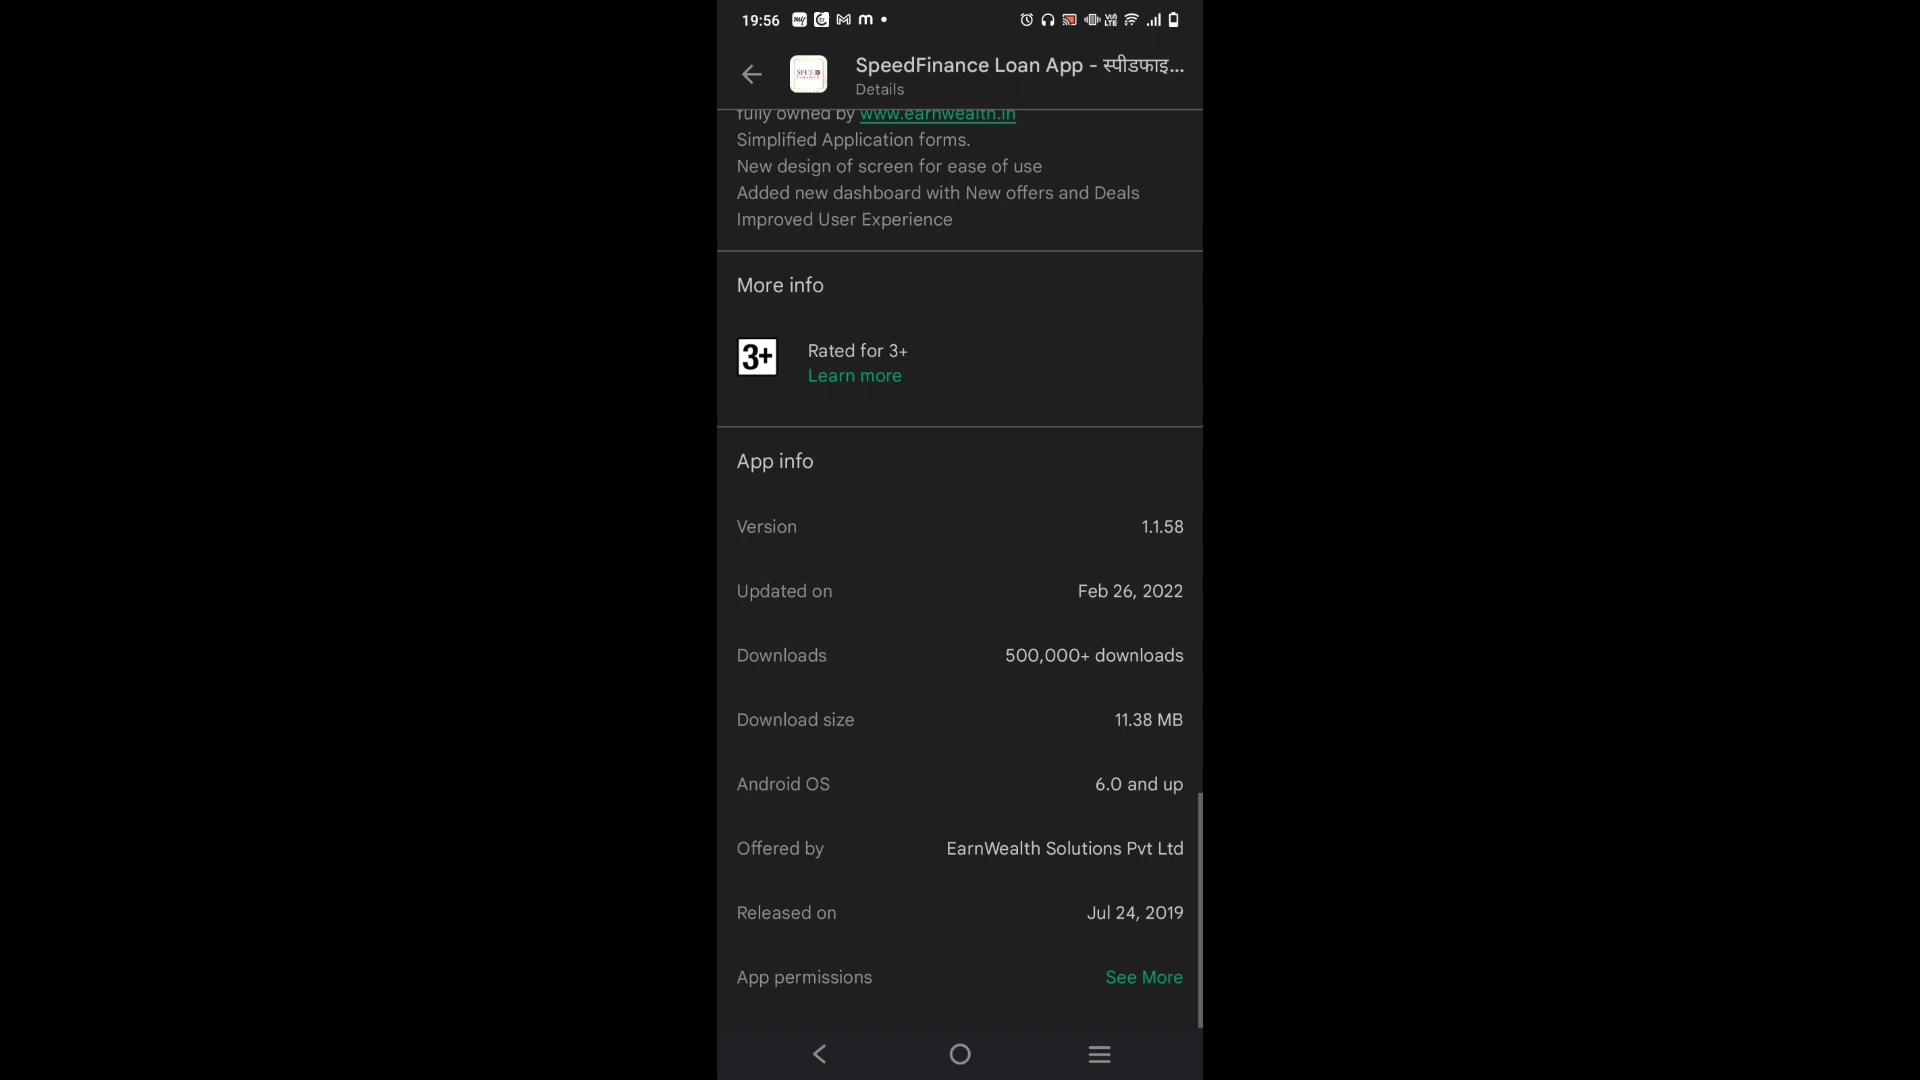 19:56
SpeedFinance Loan App - स्पीडफाइ...
Details
fully owned by www.earnwealth.in
Simplified Application forms.
New design of screen for ease of use
Added new dashboard with New offers and Deals
Improved User Experience
More info
3+
Rated for 3+
Learn more
App info
Version 1.1.58
Updated on Feb 26, 2022
Downloads 500,000+ downloads
Download size 11.38 MB
Android OS 6.0 and up
Offered by EarnWealth Solutions Pvt Ltd
Released on Jul 24, 2019
App permissions See More